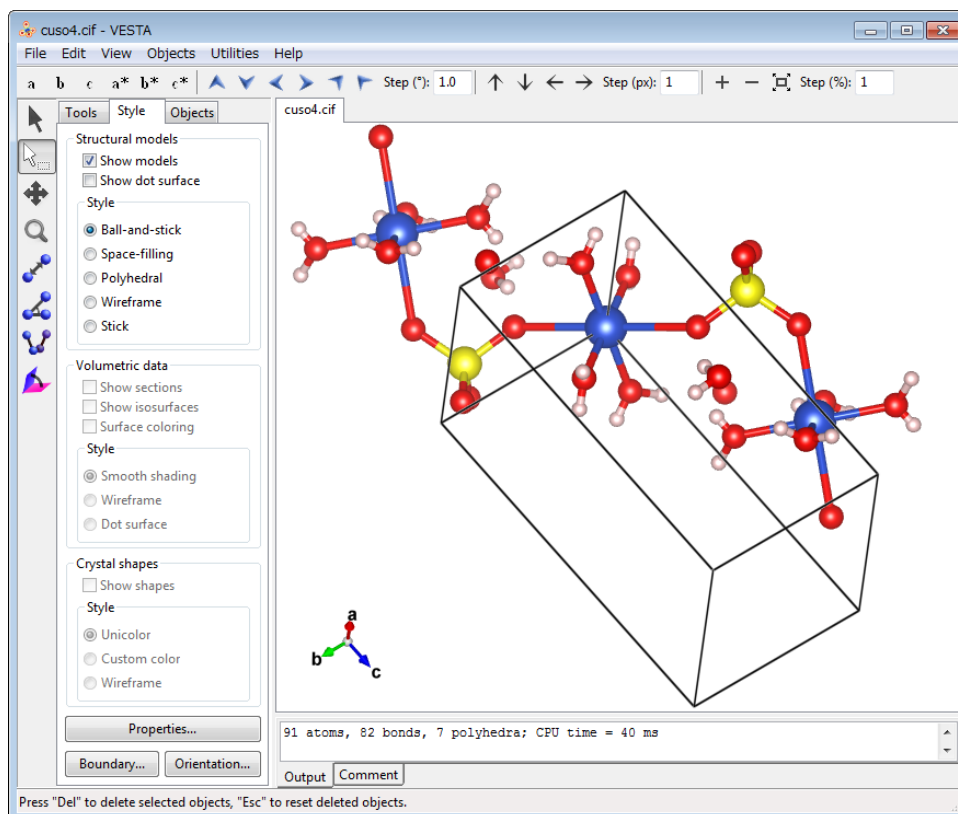 cuso4.cif - VESTA
File Edit View Objects Utilities Help
a b c a* b* c* Step (°): 1.0 Step (px): 1 Step (%): 1
Tools Style Objects
cuso4.cif
Structural models
Show models
Show dot surface
Style
Ball-and-stick
Space-filling
Polyhedral
Wireframe
Stick
Volumetric data
Show sections
Show isosurfaces
Surface coloring
Style
Smooth shading
Wireframe
Dot surface
Crystal shapes
Show shapes
Style
Unicolor
Custom color
Wireframe
Properties...
Boundary... Orientation...
a
b
c
91 atoms, 82 bonds, 7 polyhedra; CPU time = 40 ms
Output Comment
Press "Del" to delete selected objects, "Esc" to reset deleted objects.